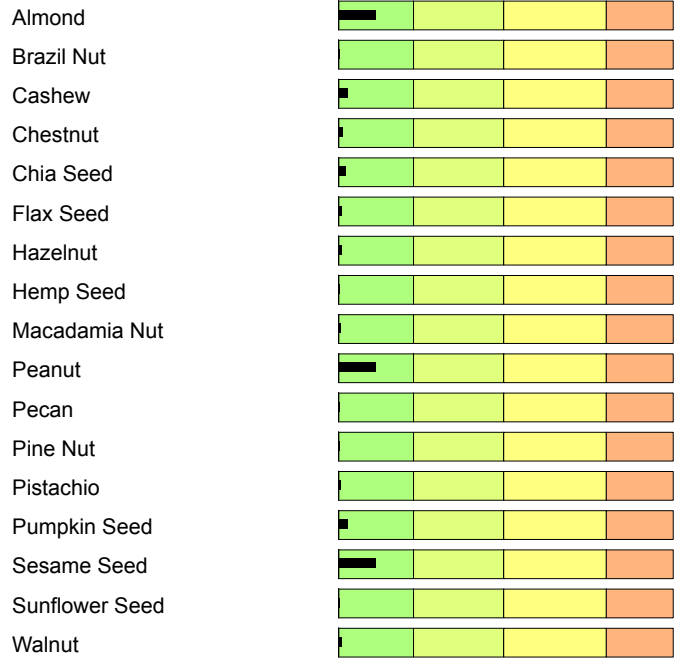 Almond
Brazil Nut
Cashew
Chestnut
Chia Seed
Flax Seed
Hazelnut
Hemp Seed
Macadamia Nut
Peanut
Pecan
Pine Nut
Pistachio
Pumpkin Seed
Sesame Seed
Sunflower Seed
Walnut